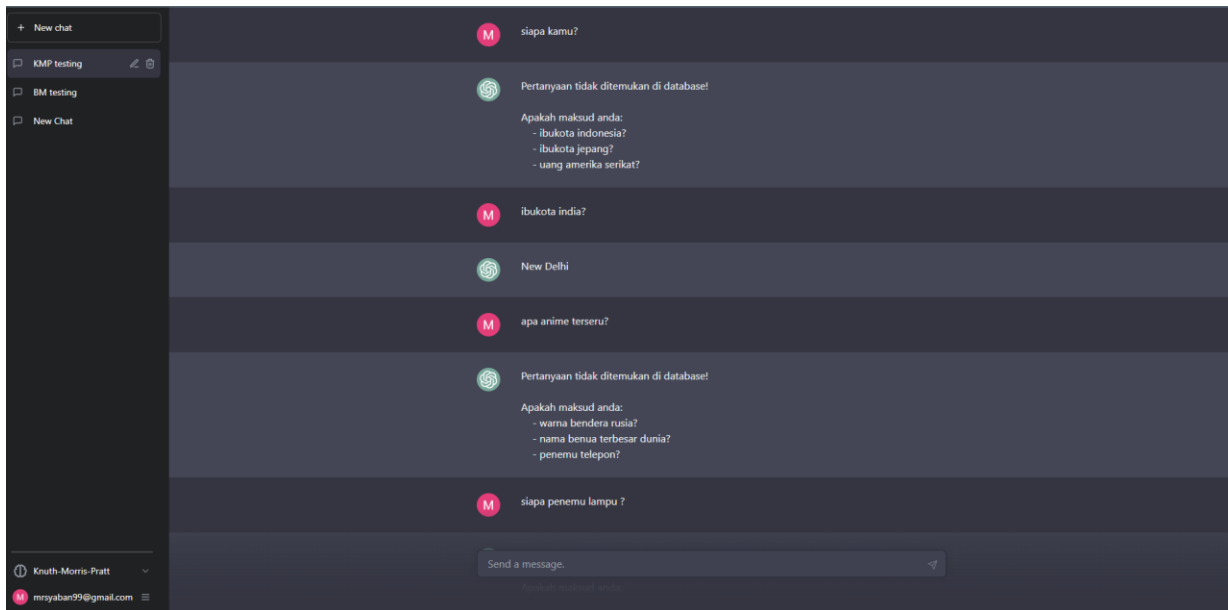 + New chat
KMP testing
BM testing
New Chat
M siapa kamu?
Pertanyaan tidak ditemukan di database!
Apakah maksud anda:
- ibukota indonesia?
- ibukota jepang?
- uang amerika serikat?
M ibukota india?
New Delhi
M apa anime terseru?
Pertanyaan tidak ditemukan di database!
Apakah maksud anda:
- warna bendera rusia?
- nama benua terbesar dunia?
- penemu telepon?
M siapa penemu lampu ?
Send a message.
Apakah maksud anda:
Knuth-Morris-Pratt
M mrsyaban99@gmail.com